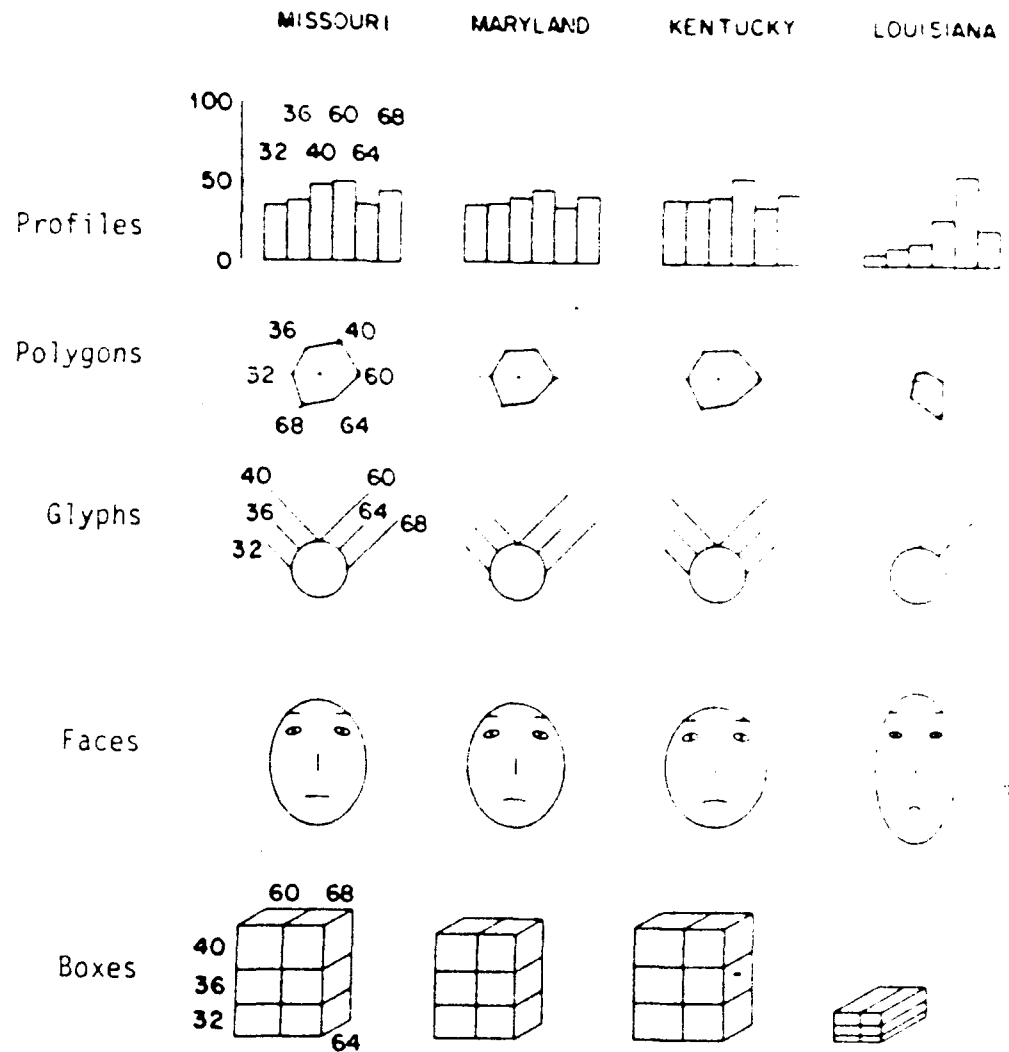 MISSOURI MARYLAND KENTUCKY LOUISIANA
100
36 60 68
32 40 64
50
Profiles
0
36 40
Polygons
32 60
68 64
40 60
Glyphs
36 64 68
32
Faces
60 68
40
Boxes
36
32
64